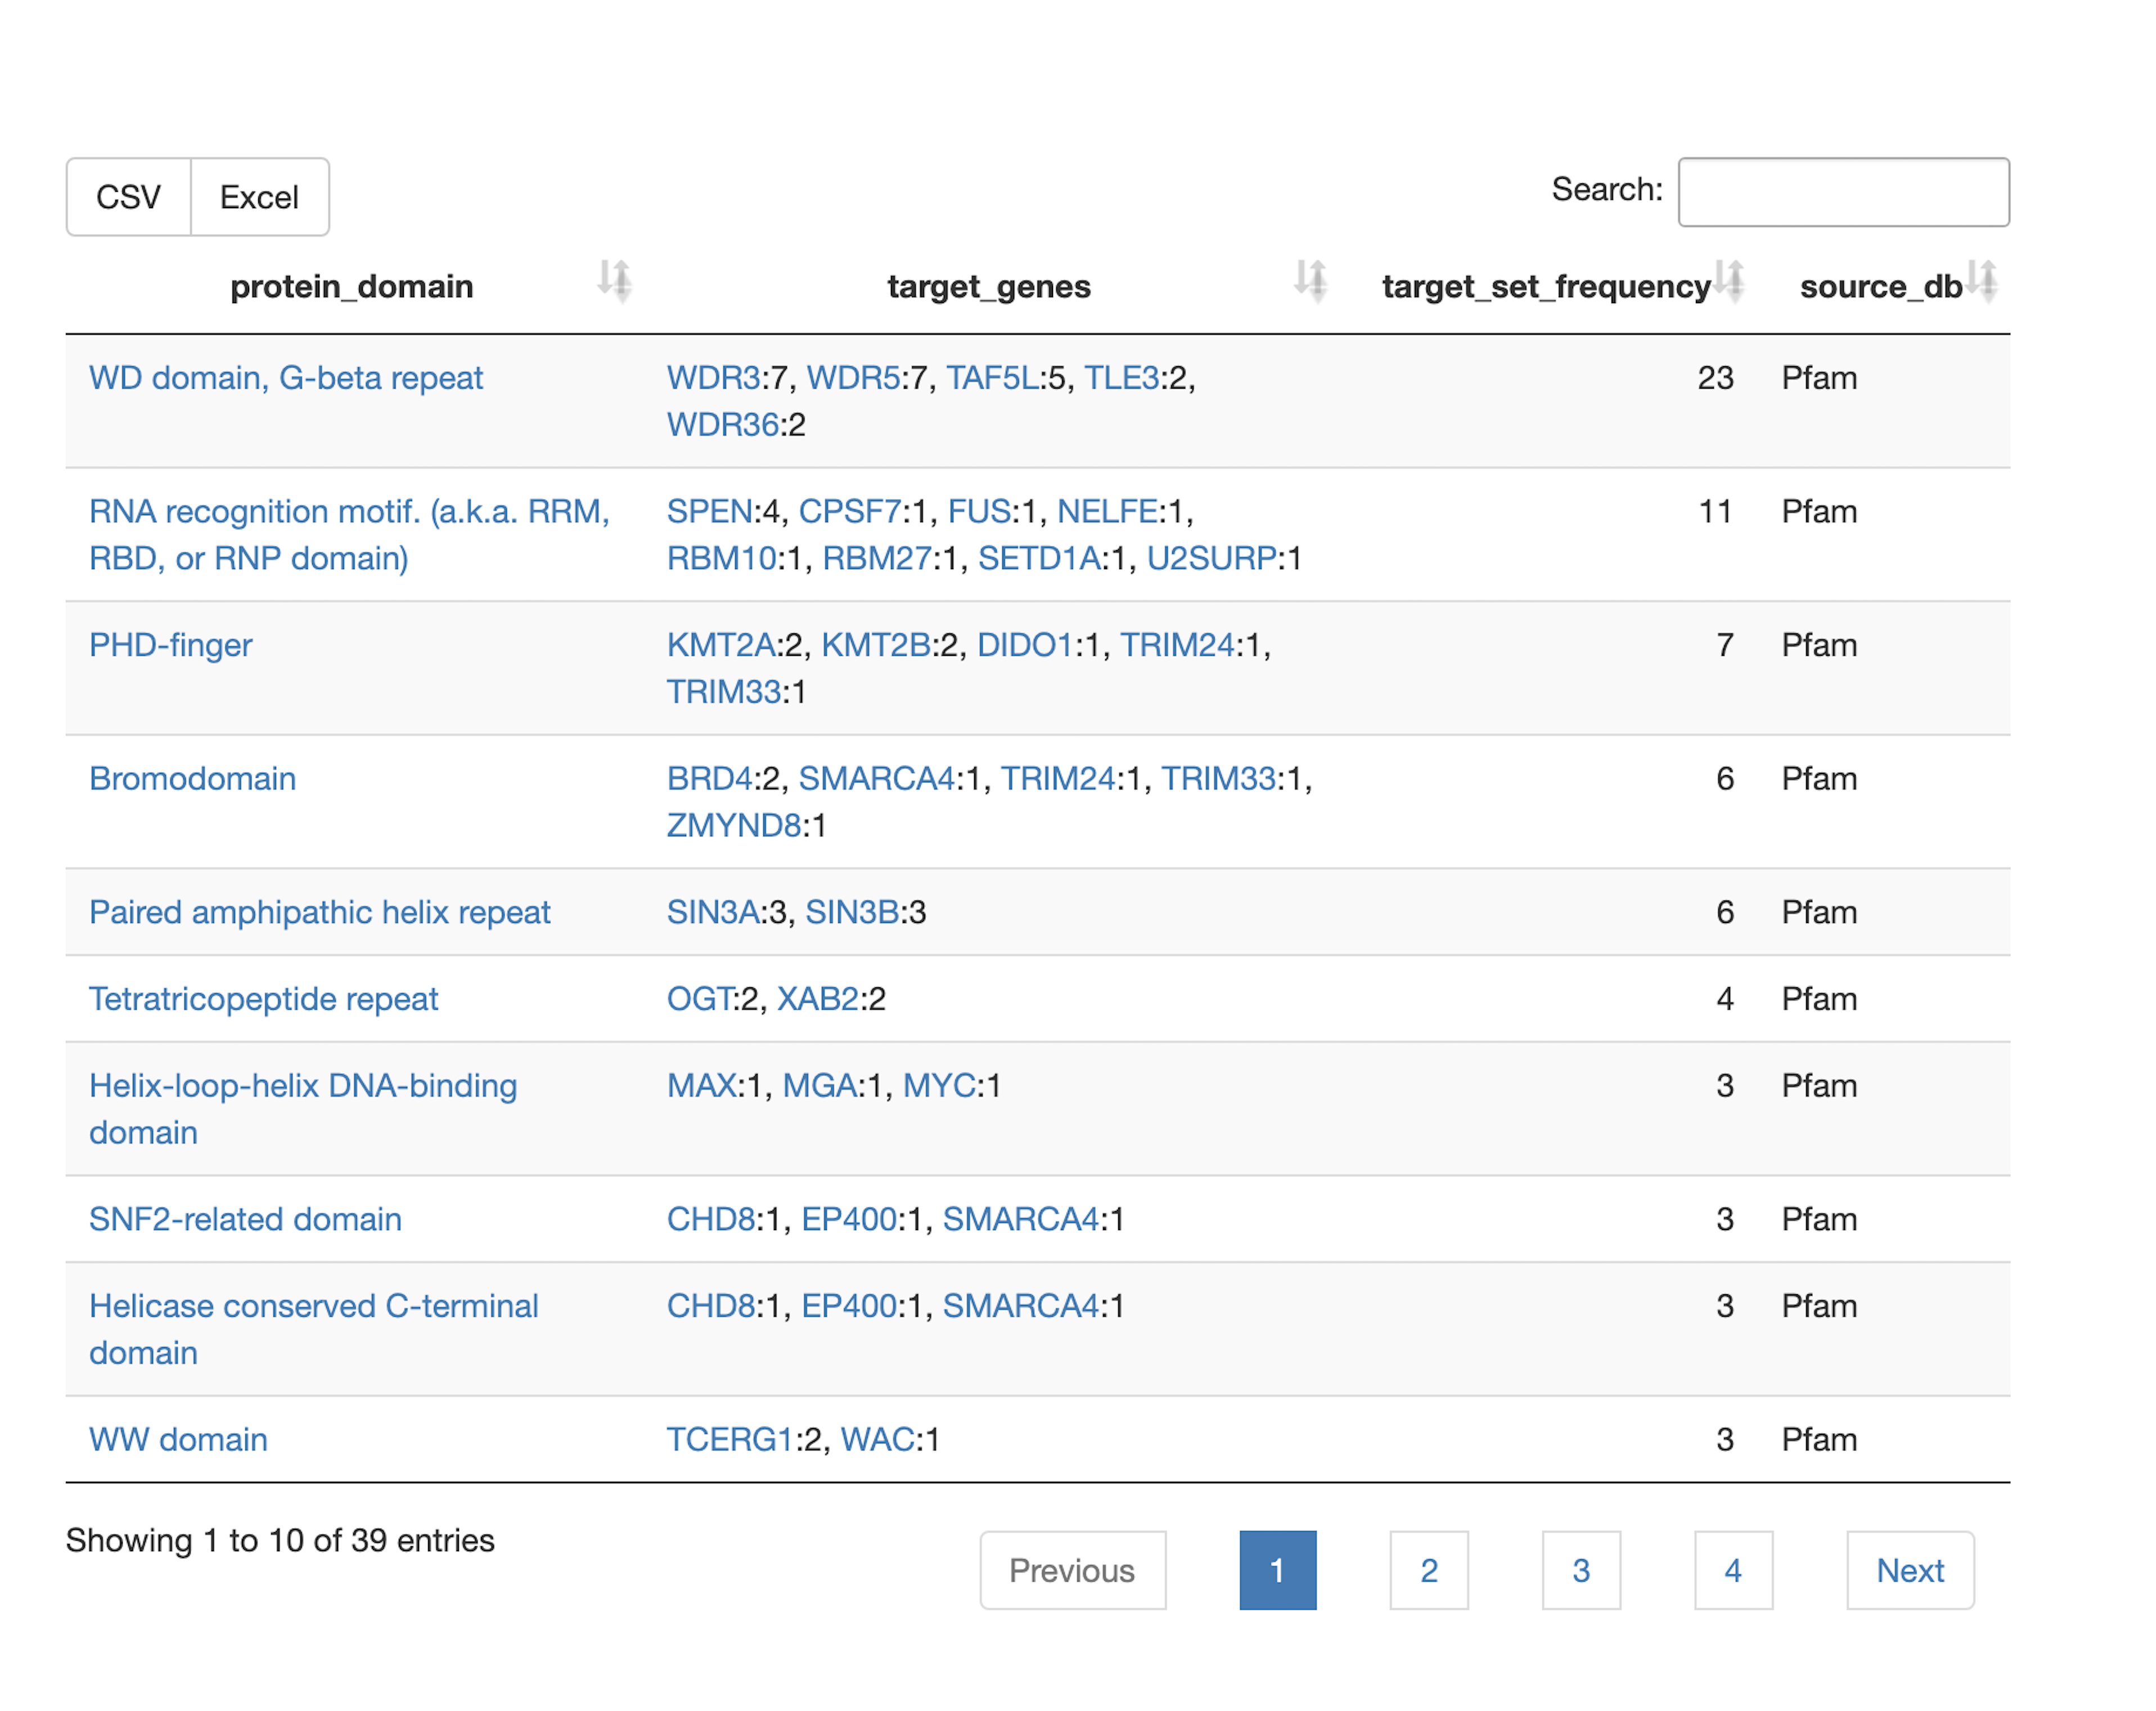 CSV Excel Search:
protein_domain target_genes target_set_frequency source_db
WD domain, G-beta repeat WDR3:7, WDR5:7, TAF5L:5, TLE3:2, 23 Pfam
WDR36:2
RNA recognition motif. (a.k.a. RRM, SPEN:4, CPSF7:1, FUS:1, NELFE:1, 11 Pfam
RBD, or RNP domain) RBM10:1, RBM27:1, SETD1A:1, U2SURP:1
PHD-finger KMT2A:2, KMT2B:2, DIDO1:1, TRIM24:1, 7 Pfam
TRIM33:1
Bromodomain BRD4:2, SMARCA4:1, TRIM24:1, TRIM33:1, 6 Pfam
ZMYND8:1
Paired amphipathic helix repeat SIN3A:3, SIN3B:3 6 Pfam
Tetratricopeptide repeat OGT:2, XAB2:2 4 Pfam
Helix-loop-helix DNA-binding MAX:1, MGA:1, MYC:1 3 Pfam
domain
SNF2-related domain CHD8:1, EP400:1, SMARCA4:1 3 Pfam
Helicase conserved C-terminal CHD8:1, EP400:1, SMARCA4:1 3 Pfam
domain
WW domain TCERG1:2, WAC:1 3 Pfam
Showing 1 to 10 of 39 entries
Previous 1 2 3 4 Next